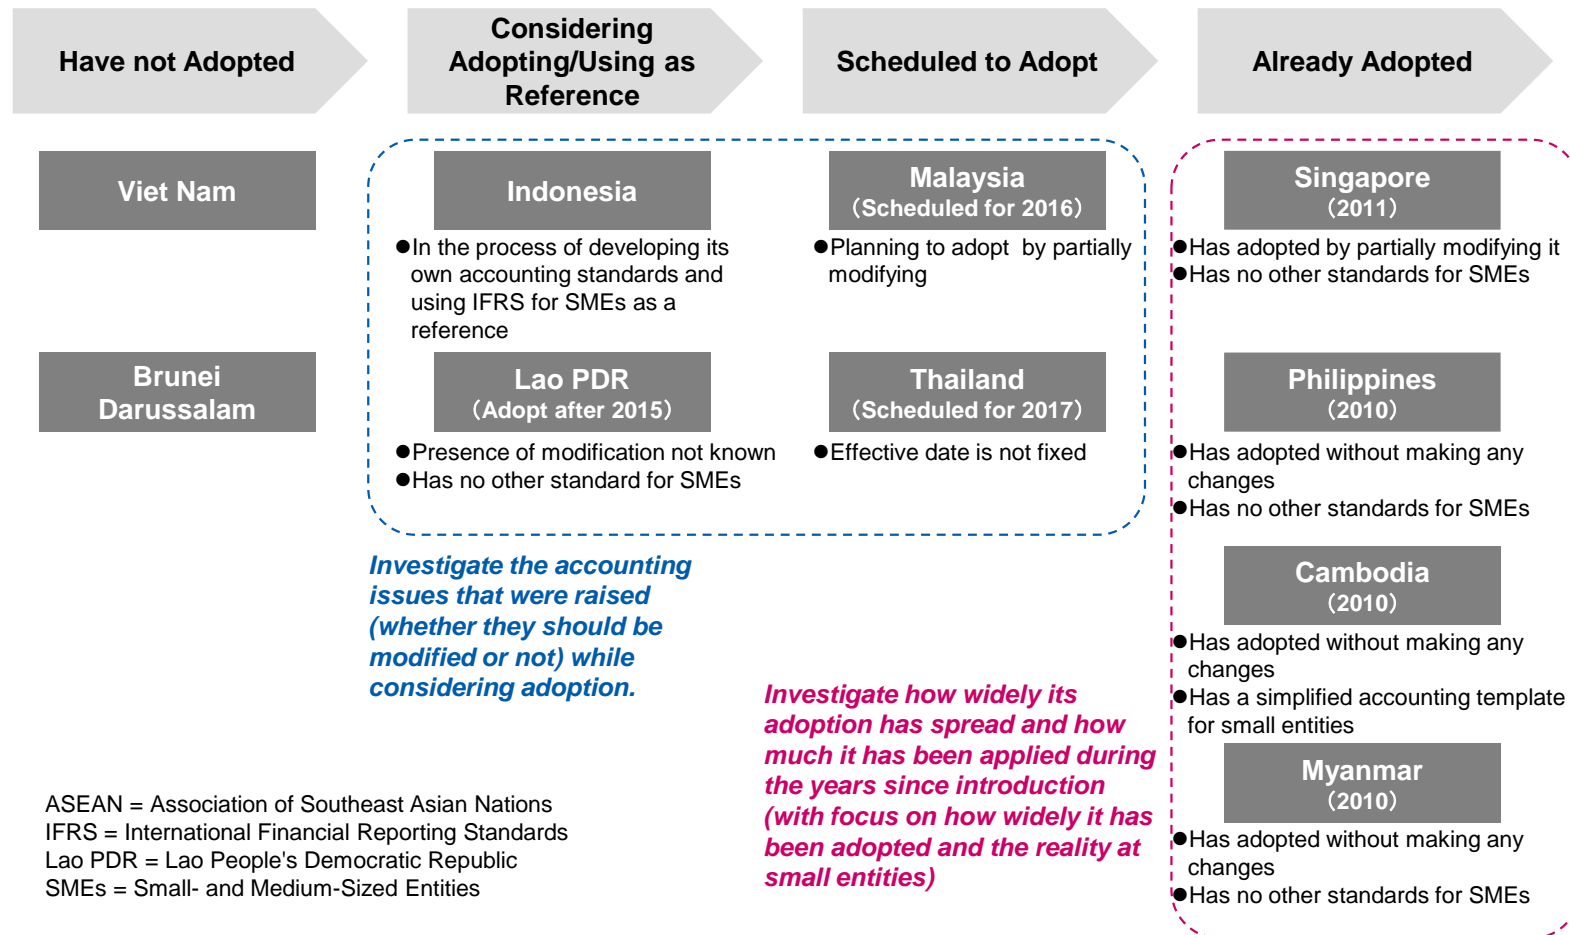 Have not Adopted
Considering
Adopting/Using as
Reference
Scheduled to Adopt
Already Adopted
Viet Nam
Brunei
Darussalam
Indonesia
●In the process of developing its
own accounting standards and
using IFRS for SMEs as a
reference
Lao PDR
（Adopt after 2015）
●Presence of modification not known
●Has no other standard for SMEs
Malaysia
（Scheduled for 2016）
●Planning to adopt by partially
modifying
Thailand
（Scheduled for 2017）
●Effective date is not fixed
Singapore
（2011）
●Has adopted by partially modifying it
●Has no other standards for SMEs
Philippines
（2010）
●Has adopted without making any
changes
●Has no other standards for SMEs
Cambodia
（2010）
●Has adopted without making any
changes
●Has a simplified accounting template
for small entities
Myanmar
（2010）
●Has adopted without making any
changes
●Has no other standards for SMEs
Investigate the accounting
issues that were raised
(whether they should be
modified or not) while
considering adoption.
Investigate how widely its
adoption has spread and how
much it has been applied during
the years since introduction
(with focus on how widely it has
been adopted and the reality at
small entities)
ASEAN = Association of Southeast Asian Nations
IFRS = International Financial Reporting Standards
Lao PDR = Lao People's Democratic Republic
SMEs = Small- and Medium-Sized Entities